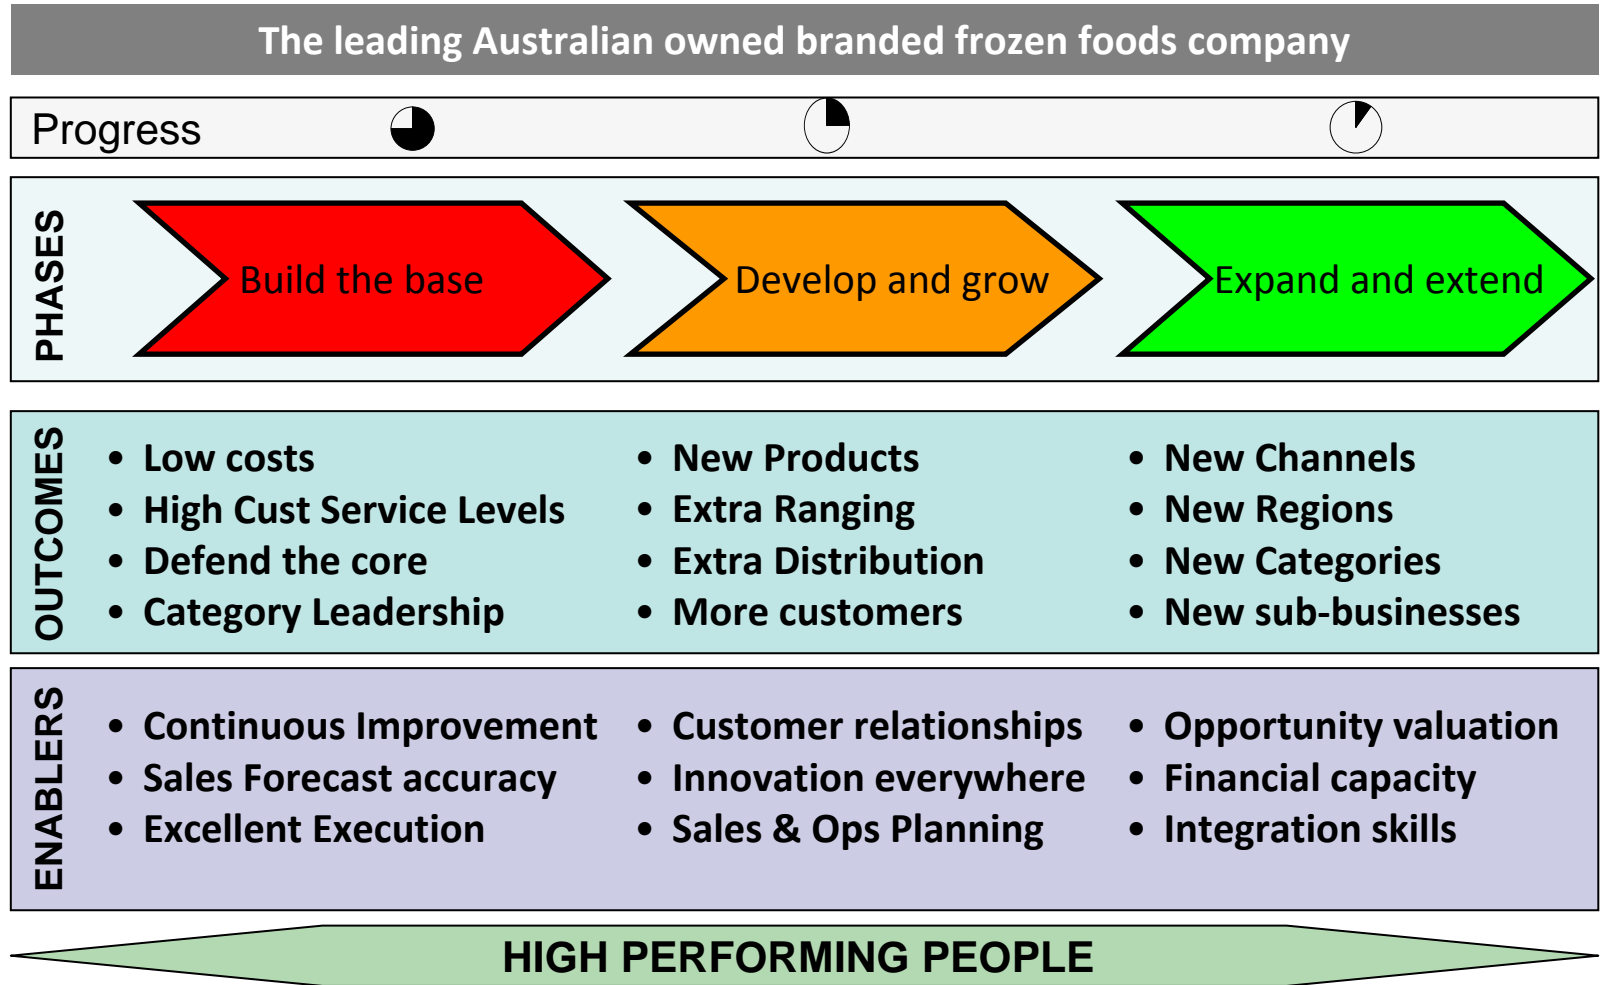 The leading Australian owned branded frozen foods company
Progress
PHASES
Build the base
Develop and grow
Expand and extend
OUTCOMES
• Low costs
• High Cust Service Levels
• Defend the core
• Category Leadership
• New Products
• Extra Ranging
• Extra Distribution
• More customers
• New Channels
• New Regions
• New Categories
• New sub-businesses
ENABLERS
• Continuous Improvement
• Sales Forecast accuracy
• Excellent Execution
• Customer relationships
• Innovation everywhere
• Sales & Ops Planning
• Opportunity valuation
• Financial capacity
• Integration skills
HIGH PERFORMING PEOPLE